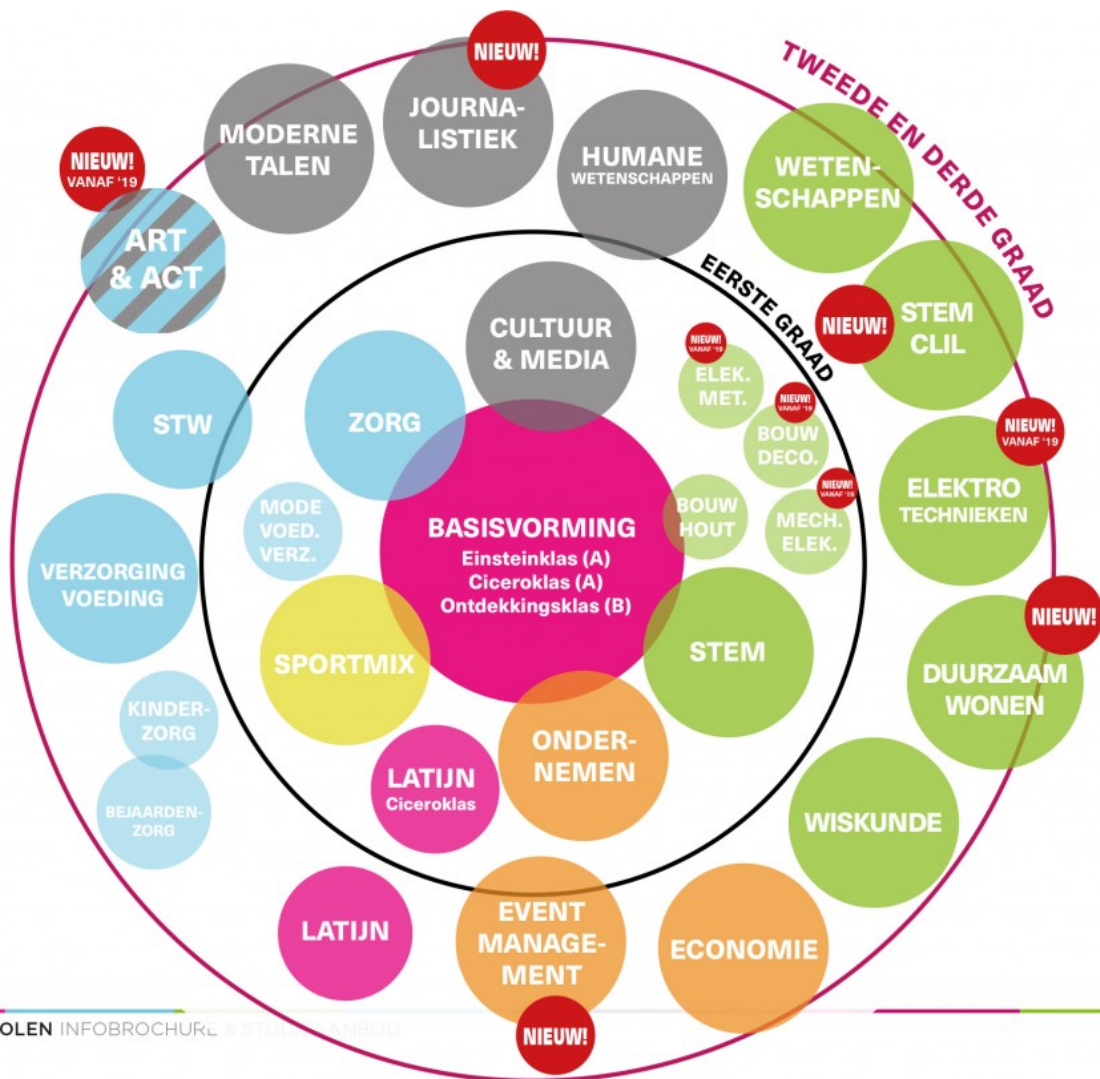 NIEUW!
TWEEDE EN DERDE GRAAD
JOURNA-
LISTIEK
MODERNE
TALEN
HUMANE
WETENSCHAPPEN
NIEUW!
VANAF '19
WETEN-
SCHAPPEN
ART
& ACT
EERSTE GRAAD
NIEUW!
STEM
CLIL
CULTUUR
& MEDIA
NIEUW!
VANAF '19
ELEK.
MET.
STW
ZORG
NIEUW!
VANAF '19
BOUW
DECO.
NIEUW!
VANAF '19
ELEKTRO
TECHNIEKEN
NIEUW!
VANAF '19
MECH.
ELEK.
BOUW
HOUT
MODE
VOED.
VERZ.
BASISVORMING
Einsteinklas (A)
Ciceroklas (A)
Ontdekkingsklas (B)
VERZORGING
VOEDING
NIEUW!
DUURZAAM
WONEN
SPORTMIX
STEM
KINDER-
ZORG
ONDER-
NEMEN
LATIJN
Ciceroklas
BEJAARDEN-
ZORG
WISKUNDE
LATIJN
EVENT
MANAGE-
MENT
ECONOMIE
NIEUW!
OLEN INFOBROCHURE & STUDIEAANBOD